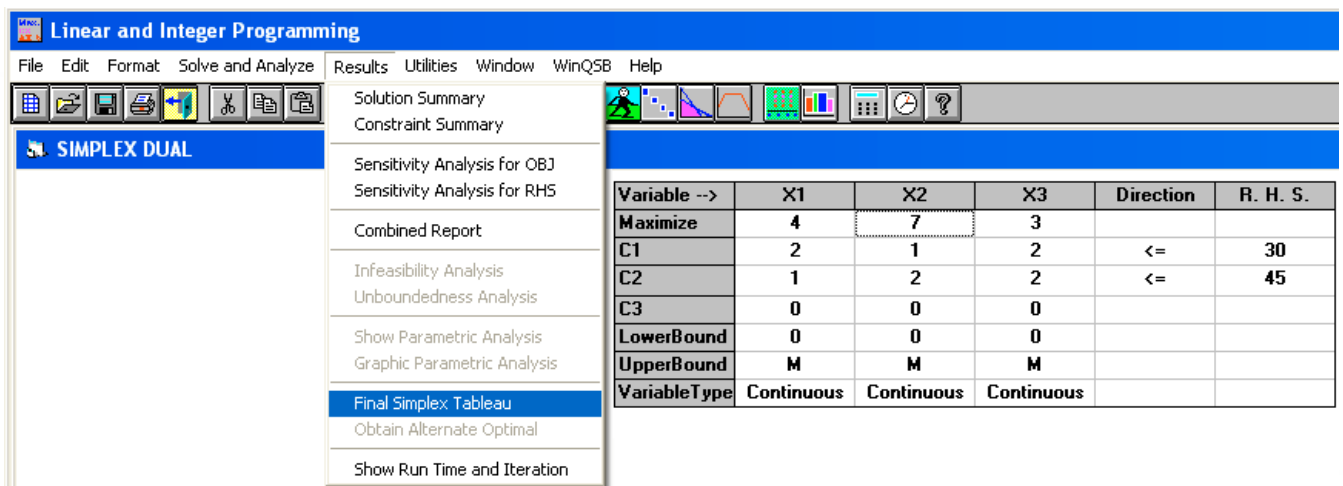 Linear and Integer Programming
File Edit Format Solve and Analyze Results Utilities Window WinQSB Help
Solution Summary
Constraint Summary
SIMPLEX DUAL
Sensitivity Analysis for OBJ
Sensitivity Analysis for RHS
Combined Report
Infeasibility Analysis
Unboundedness Analysis
Show Parametric Analysis
Graphic Parametric Analysis
Final Simplex Tableau
Obtain Alternate Optimal
Show Run Time and Iteration
Variable --> X1 X2 X3 Direction R. H. S.
Maximize 4 7 3
C1 2 1 2 <= 30
C2 1 2 2 <= 45
C3 0 0 0
LowerBound 0 0 0
UpperBound M M M
VariableType Continuous Continuous Continuous